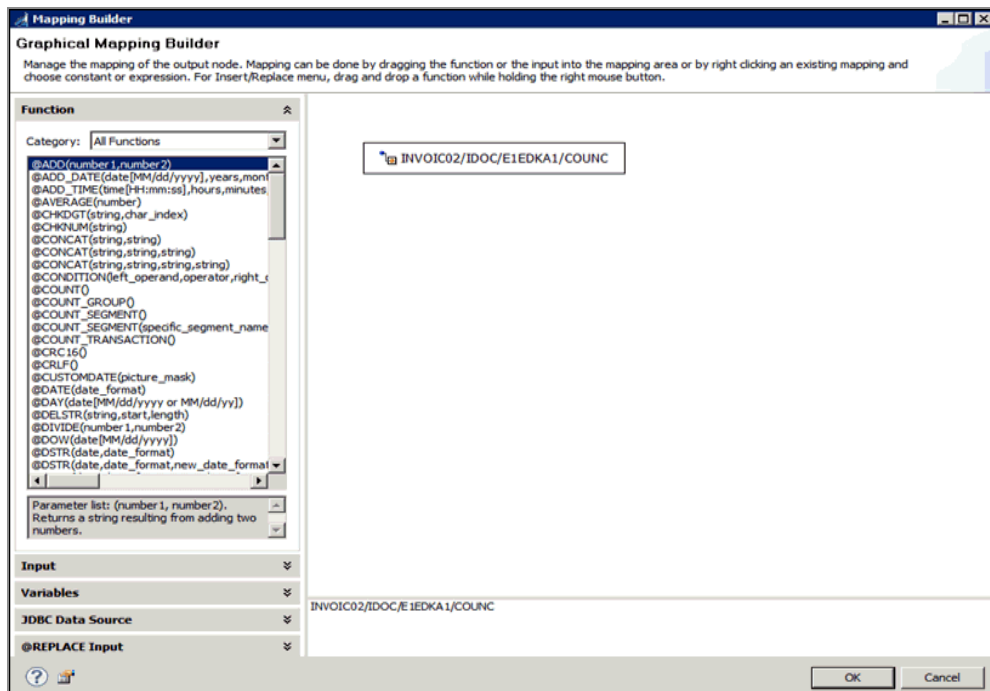 Mapping Builder
Graphical Mapping Builder
Manage the mapping of the output node. Mapping can be done by dragging the function or the input into the mapping area or by right clicking an existing mapping and
choose constant or expression. For Insert/Replace menu, drag and drop a function while holding the right mouse button.
Function
Category: All Functions
@ADD(number1,number2)
@ADD_DATE(date[MM/dd/yyyy],years,mont
@ADD_TIME(time[HH:mm:ss],hours,minutes,
@AVERAGE(number)
@CHKDGT(string,char_index)
@CHKNUM(string)
@CONCAT(string,string)
@CONCAT(string,string,string)
@CONCAT(string,string,string,string)
@CONDITION(left_operand,operator,right_o
@COUNT()
@COUNT_GROUP()
@COUNT_SEGMENT()
@COUNT_SEGMENT(specific_segment_name
@COUNT_TRANSACTION()
@CRC16()
@CRLF()
@CUSTOMDATE(picture_mask)
@DATE(date_format)
@DAY(date[MM/dd/yyyy or MM/dd/yy])
@DELSTR(string,start,length)
@DIVIDE(number1,number2)
@DOW(date[MM/dd/yyyy])
@DSTR(date,date_format)
@DSTR(date,date_format,new_date_format
Parameter list: (number1, number2).
Returns a string resulting from adding two
numbers.
Input
Variables
JDBC Data Source
@REPLACE Input
INVOIC02/IDOC/E1EDKA1/COUNC
INVOIC02/IDOC/E1EDKA1/COUNC
OK
Cancel